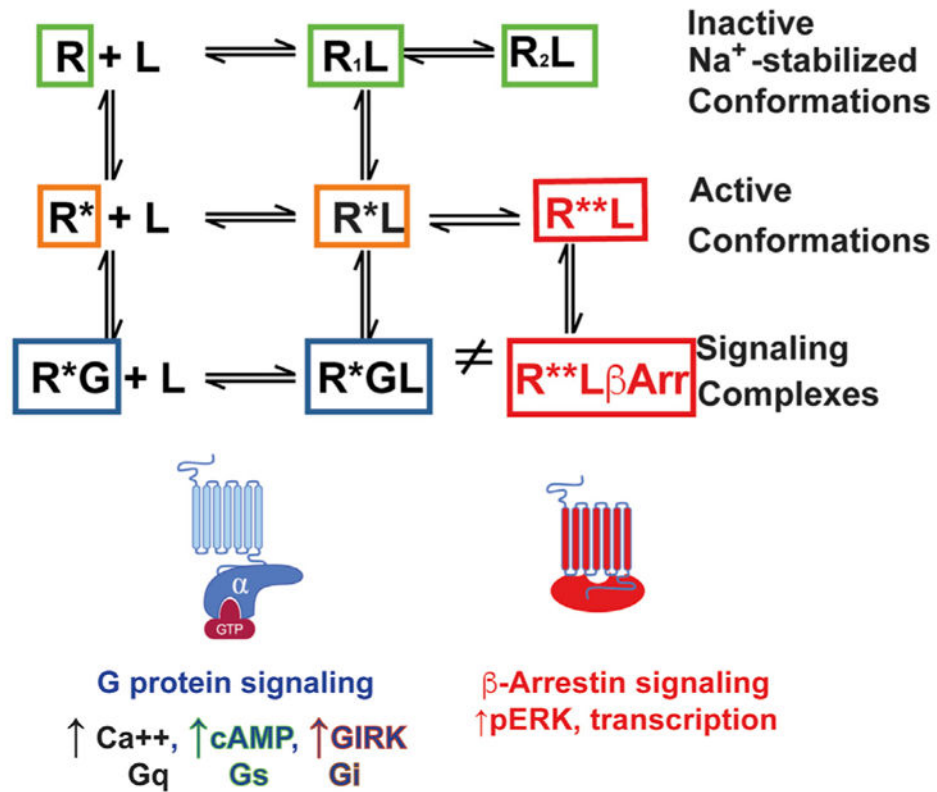 R + L R₁L R₂L
Inactive
Na⁺-stabilized
Conformations
R* + L R*L R**L
Active
Conformations
R*G + L R*GL ≠ R**LβArr
Signaling
Complexes
α
GTP
G protein signaling
↑ Ca++, ↑cAMP, ↑GIRK
Gq Gs Gi
β-Arrestin signaling
↑pERK, transcription